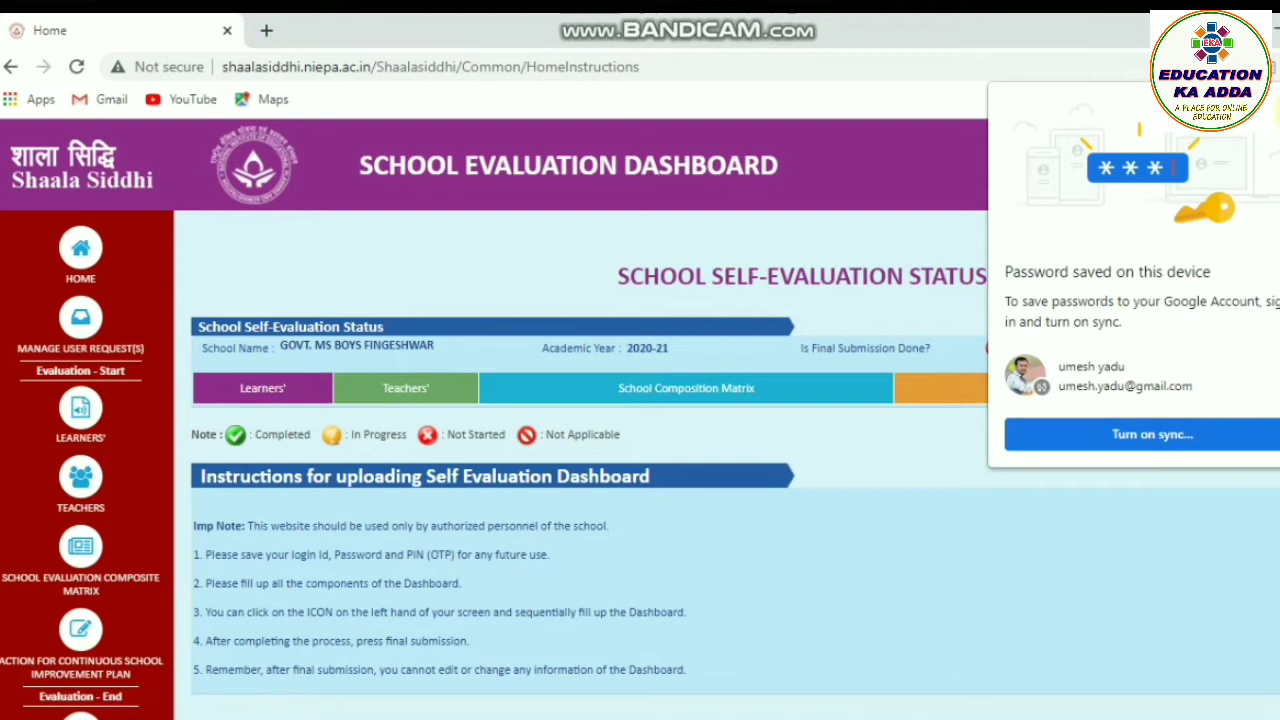 Home
www.BANDICAM.com
Not secure
shaalasiddhi.niepa.ac.in/Shaalasiddhi/Common/HomeInstructions
Apps
Gmail
YouTube
Maps
EKA
EDUCATION
KA ADDA
A PLACE FOR ONLINE
EDUCATION
शाला सिद्धि
Shaala Siddhi
SCHOOL EVALUATION DASHBOARD
HOME
MANAGE USER REQUEST(S)
Evaluation - Start
LEARNERS'
TEACHERS
SCHOOL EVALUATION COMPOSITE
MATRIX
ACTION FOR CONTINUOUS SCHOOL
IMPROVEMENT PLAN
Evaluation - End
SCHOOL SELF-EVALUATION STATUS
School Self-Evaluation Status
School Name : GOVT. MS BOYS FINGESHWAR
Academic Year : 2020-21
Is Final Submission Done?
Learners'
Teachers'
School Composition Matrix
Note : : Completed : In Progress : Not Started : Not Applicable
Instructions for uploading Self Evaluation Dashboard
Imp Note: This website should be used only by authorized personnel of the school.
1. Please save your login Id, Password and PIN (OTP) for any future use.
2. Please fill up all the components of the Dashboard.
3. You can click on the ICON on the left hand of your screen and sequentially fill up the Dashboard.
4. After completing the process, press final submission.
5. Remember, after final submission, you cannot edit or change any information of the Dashboard.
* * *
Password saved on this device
To save passwords to your Google Account,
in and turn on sync.
umesh yadu
umesh.yadu@gmail.com
Turn on sync...